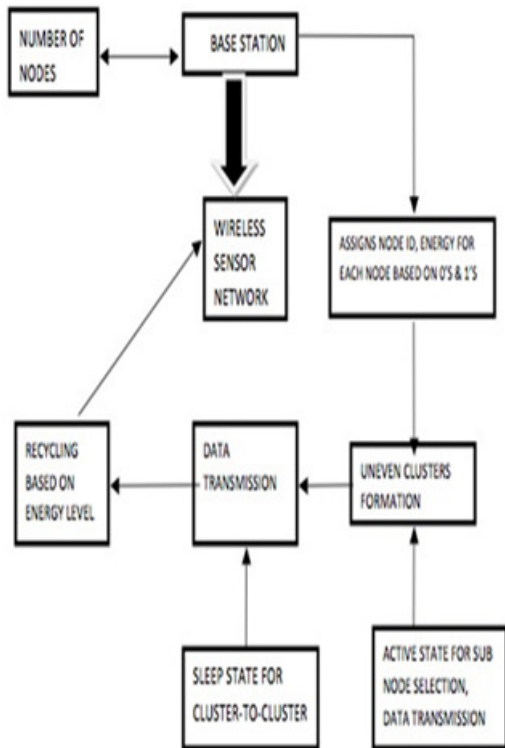 NUMBER OF
NODES
BASE STATION
WIRELESS
SENSOR
NETWORK
ASSIGNS NODE ID, ENERGY FOR
EACH NODE BASED ON 0'S & 1'S
RECYCLING
BASED ON
ENERGY LEVEL
DATA
TRANSMISSION
UNEVEN CLUSTERS
FORMATION
SLEEP STATE FOR
CLUSTER-TO-CLUSTER
ACTIVE STATE FOR SUB
NODE SELECTION,
DATA TRANSMISSION